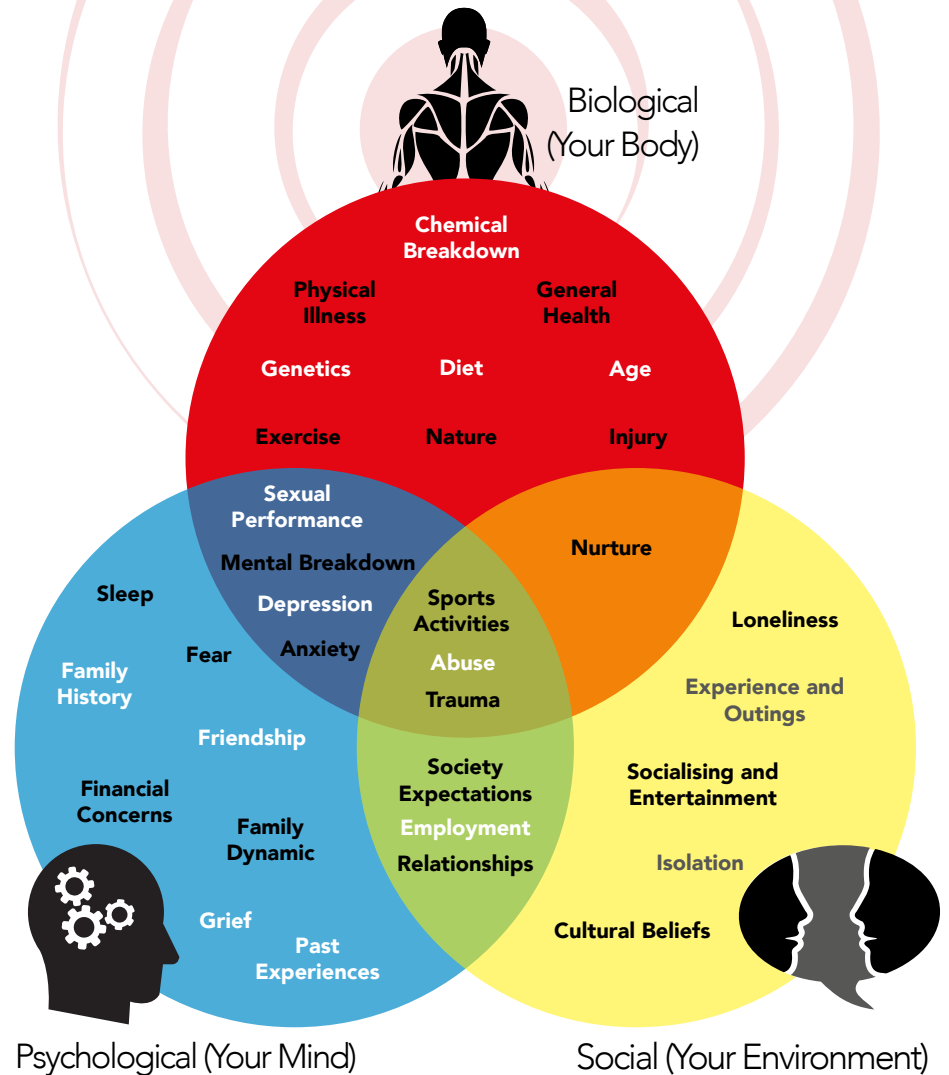 Biological
(Your Body)
Chemical
Breakdown
Physical
Illness
General
Health
Genetics
Diet
Age
Exercise
Nature
Injury
Sexual
Performance
Mental Breakdown
Depression
Anxiety
Nurture
Sports
Activities
Abuse
Trauma
Sleep
Fear
Family
History
Friendship
Financial
Concerns
Family
Dynamic
Grief
Past
Experiences
Society
Expectations
Employment
Relationships
Loneliness
Experience and
Outings
Socialising and
Entertainment
Isolation
Cultural Beliefs
Psychological (Your Mind)
Social (Your Environment)